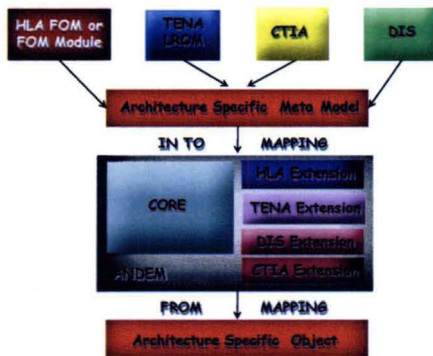 HLA FOM or
FOM Module
TENA
LROM
CTIA
DIS
Architecture Specific Meta Model
IN TO MAPPING
CORE
HLA Extension
TENA Extension
DIS Extension
ANDEM
CTIA Extension
FROM MAPPING
Architecture Specific Object